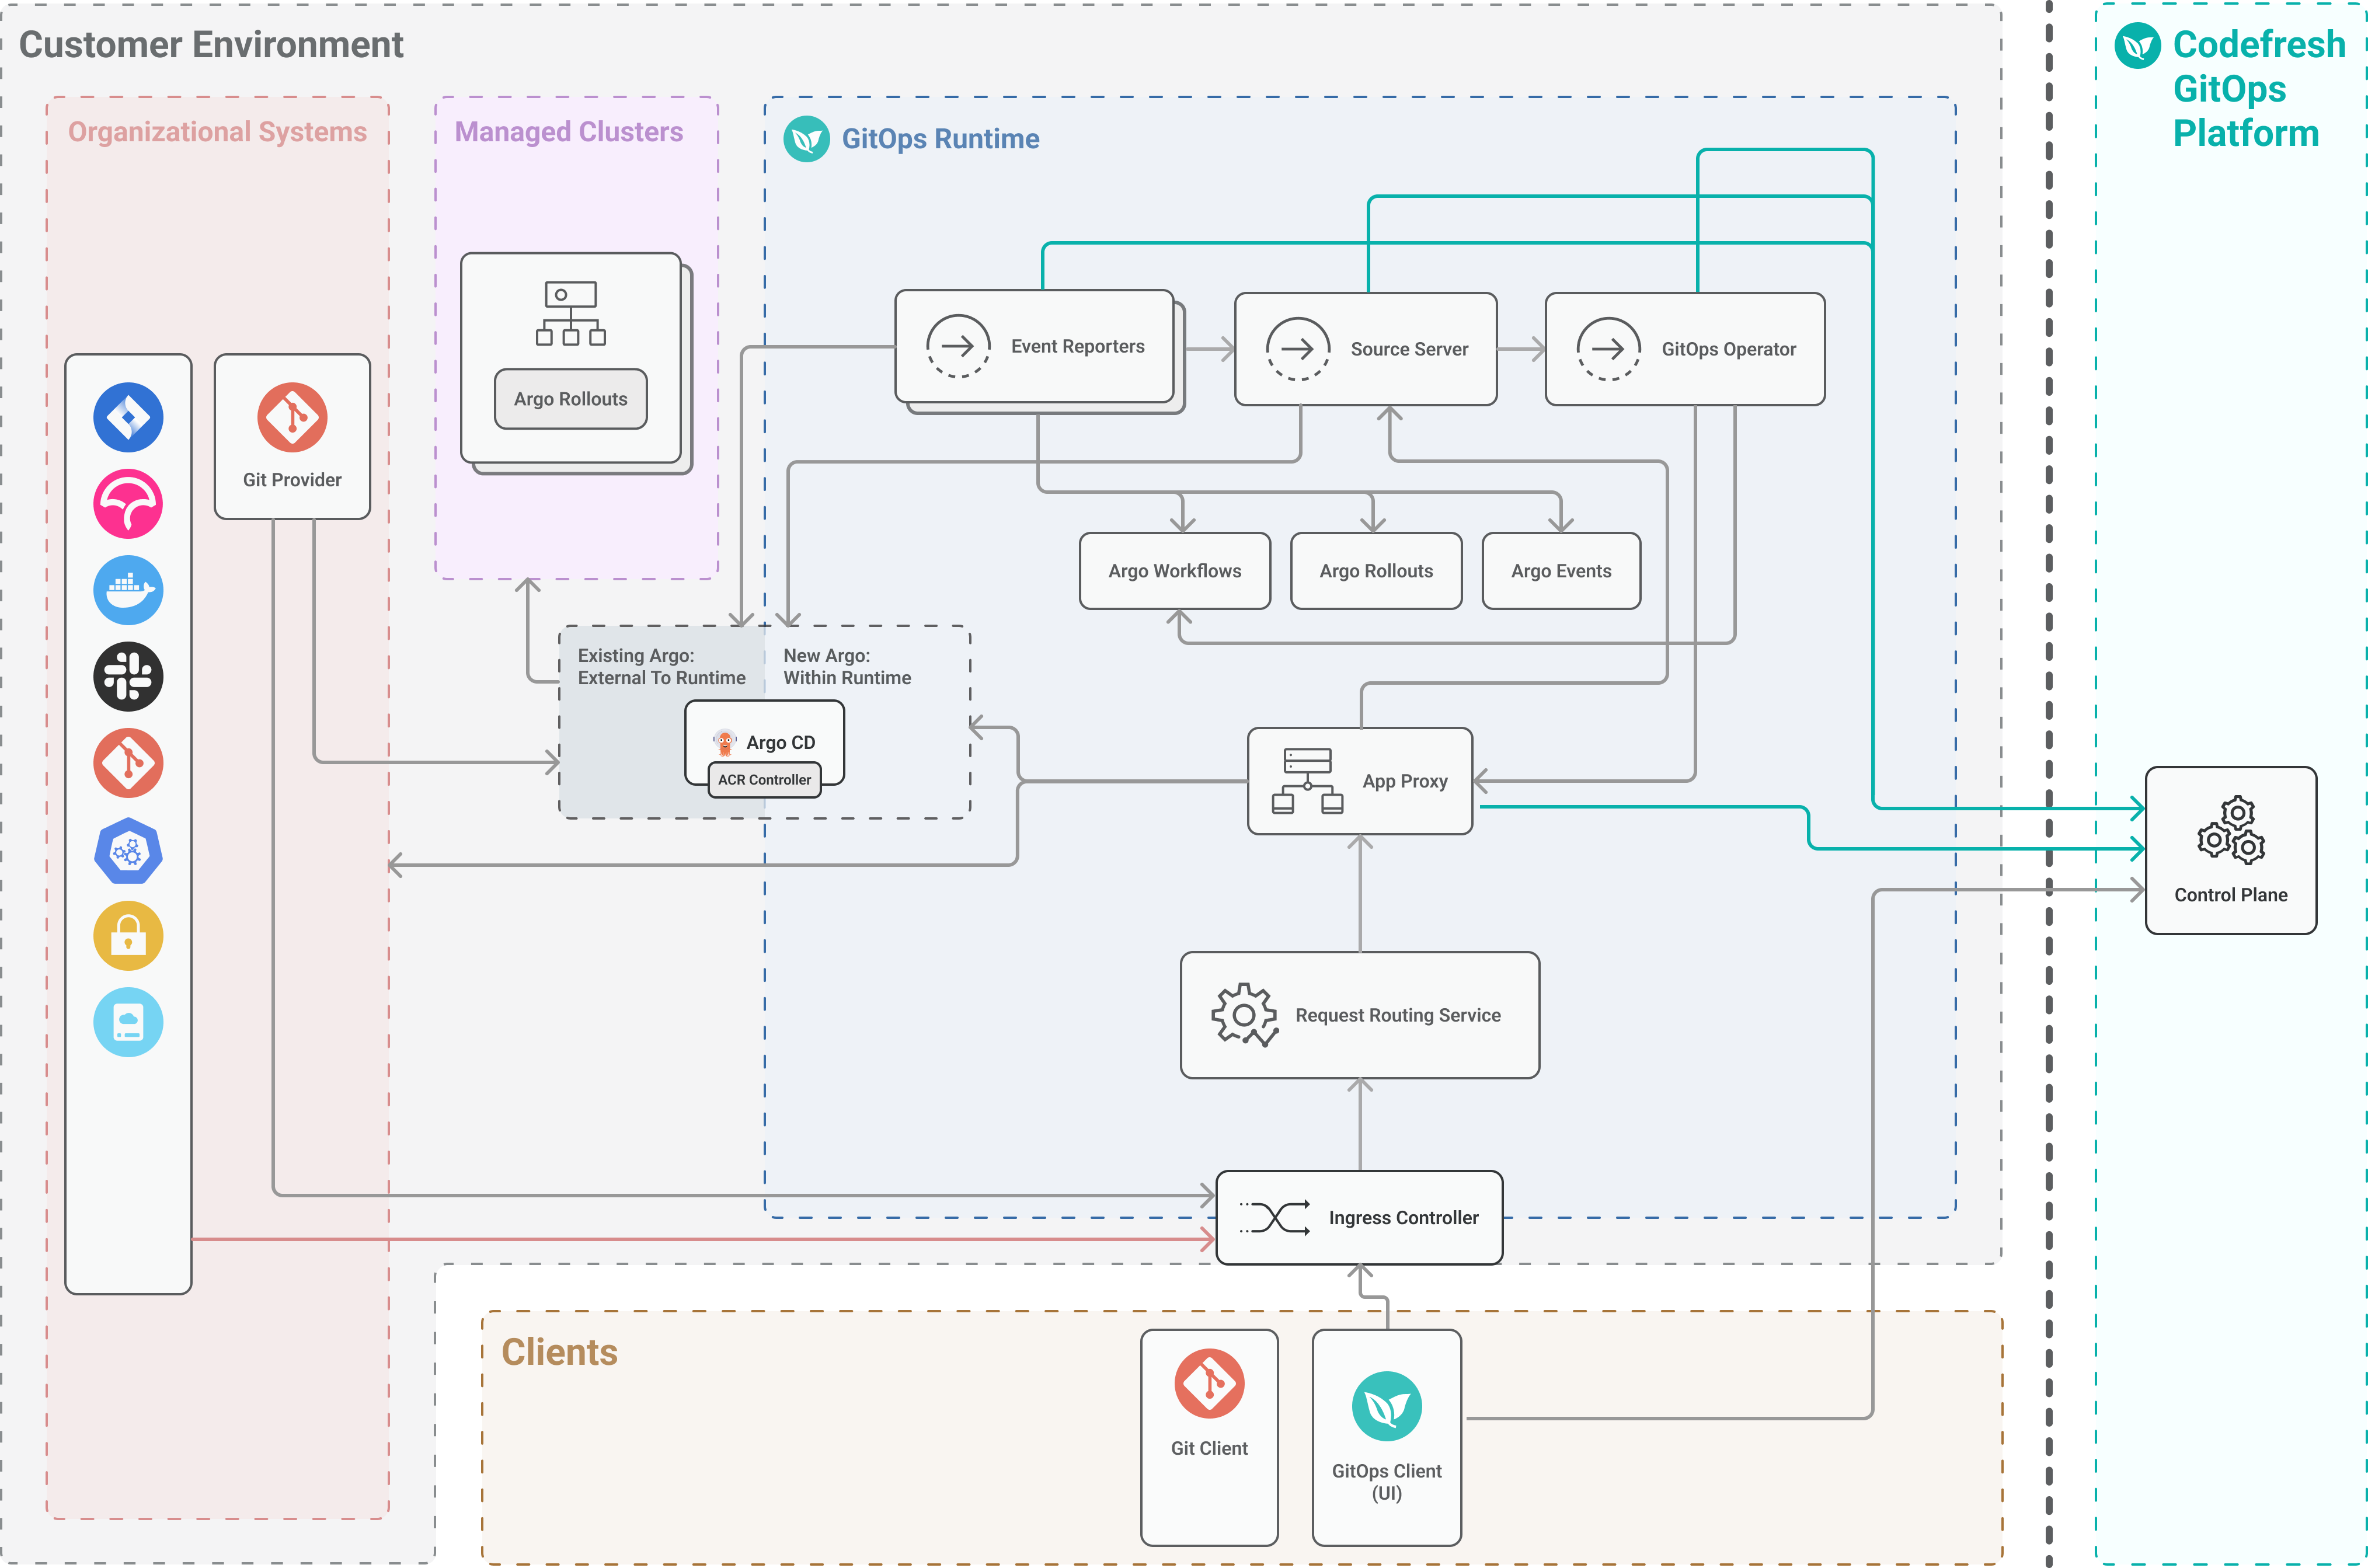 Customer Environment
Codefresh
GitOps
Platform
Organizational Systems
Managed Clusters
GitOps Runtime
Event Reporters
Source Server
GitOps Operator
Argo Rollouts
Git Provider
Argo Workflows
Argo Rollouts
Argo Events
Existing Argo:
External To Runtime
New Argo:
Within Runtime
Argo CD
ACR Controller
App Proxy
Control Plane
Request Routing Service
Ingress Controller
Clients
Git Client
GitOps Client
(UI)